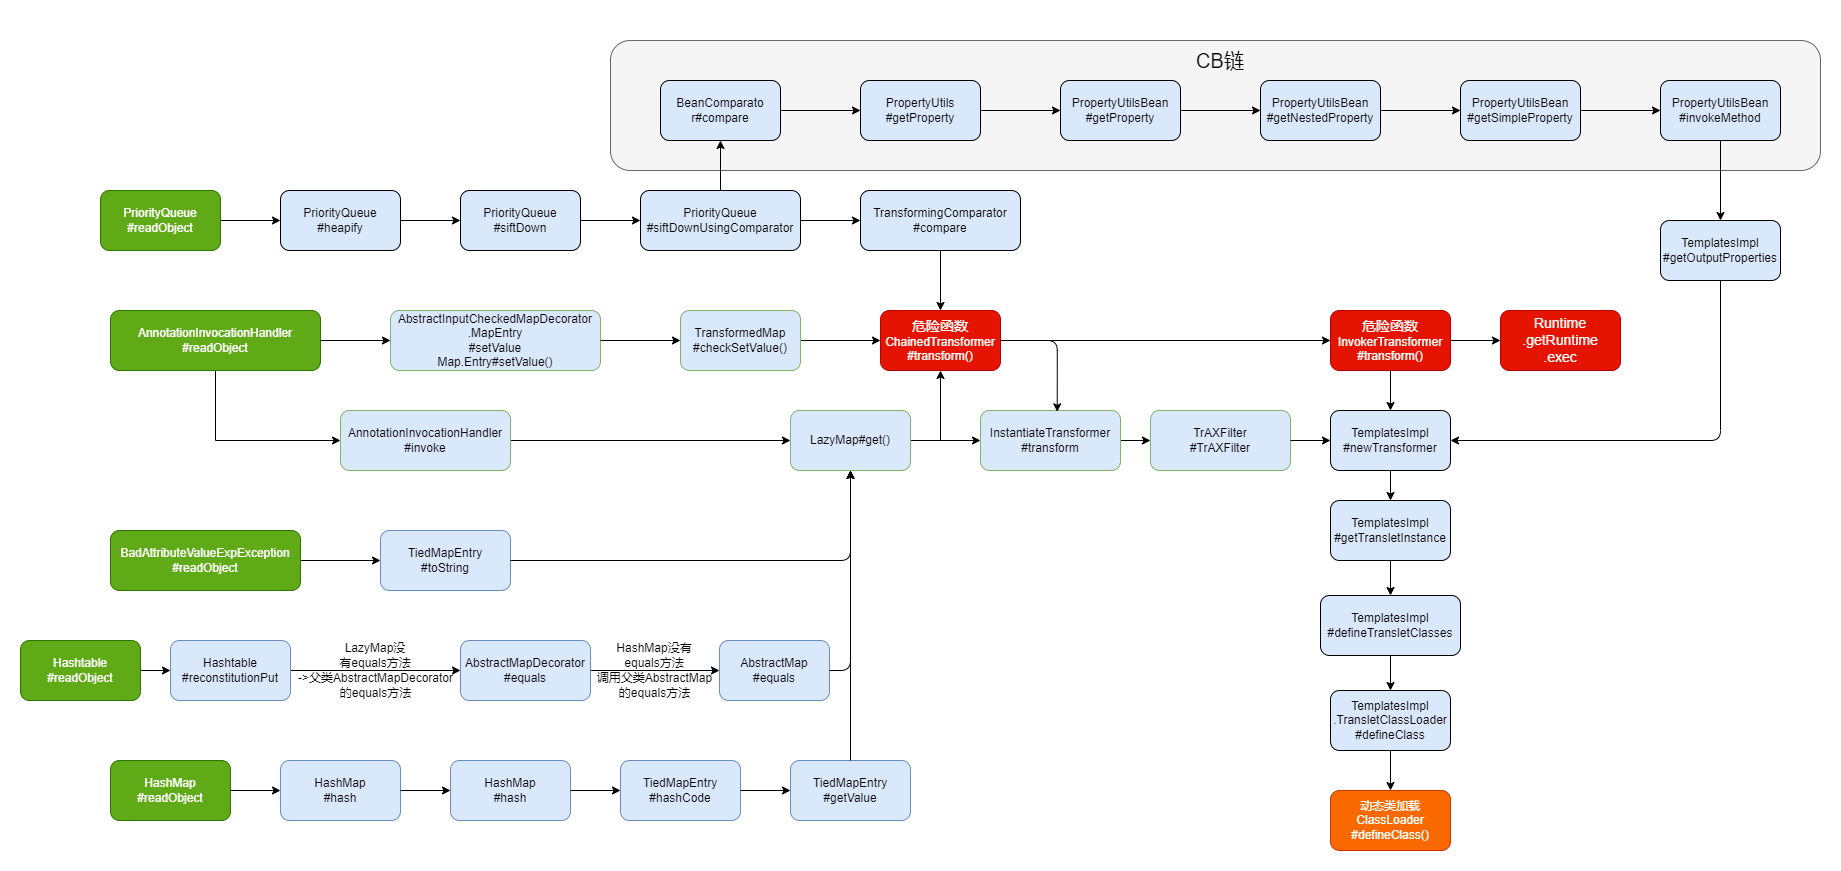 CB链
BeanComparato
r#compare
PropertyUtils
#getProperty
PropertyUtilsBean
#getProperty
PropertyUtilsBean
#getNestedProperty
PropertyUtilsBean
#getSimpleProperty
PropertyUtilsBean
#invokeMethod
PriorityQueue
#readObject
PriorityQueue
#heapify
PriorityQueue
#siftDown
PriorityQueue
#siftDownUsingComparator
TransformingComparator
#compare
TemplatesImpl
#getOutputProperties
AnnotationInvocationHandler
#readObject
AbstractInputCheckedMapDecorator
.MapEntry
#setValue
Map.Entry#setValue()
TransformedMap
#checkSetValue()
危险函数
ChainedTransformer
#transform()
危险函数
InvokerTransformer
#transform()
Runtime
.getRuntime
.exec
AnnotationInvocationHandler
#invoke
LazyMap#get()
InstantiateTransformer
#transform
TrAXFilter
#TrAXFilter
TemplatesImpl
#newTransformer
TemplatesImpl
#getTransletInstance
BadAttributeValueExpException
#readObject
TiedMapEntry
#toString
TemplatesImpl
#defineTransletClasses
Hashtable
#readObject
Hashtable
#reconstitutionPut
LazyMap没
有equals方法
->父类AbstractMapDecorator
的equals方法
AbstractMapDecorator
#equals
HashMap没有
equals方法
调用父类AbstractMap
的equals方法
AbstractMap
#equals
TemplatesImpl
.TransletClassLoader
#defineClass
HashMap
#readObject
HashMap
#hash
HashMap
#hash
TiedMapEntry
#hashCode
TiedMapEntry
#getValue
动态类加载
ClassLoader
#defineClass()